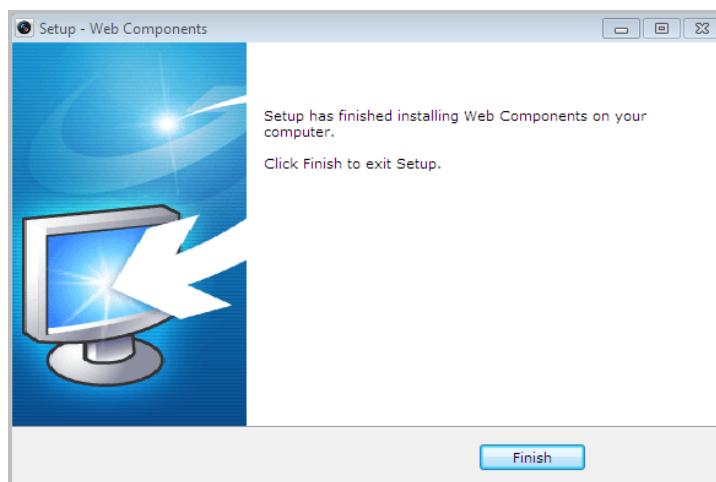 Setup - Web Components
Setup has finished installing Web Components on your
computer.
Click Finish to exit Setup.
Finish